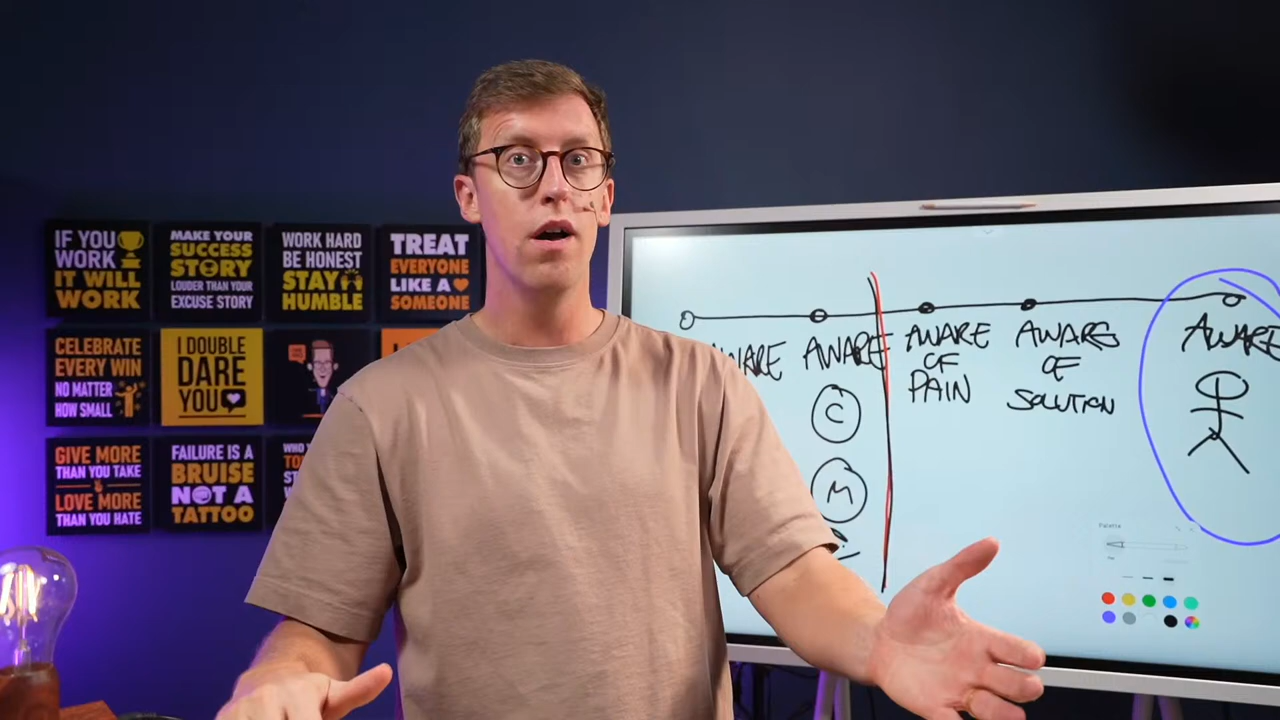 IF YOU
WORK
IT WILL
WORK
MAKE YOUR
SUCCESS
STORY
LOUDER THAN YOUR
EXCUSE STORY
WORK HARD
BE HONEST
STAY
HUMBLE
TREAT
EVERYONE
LIKE A
SOMEONE
CELEBRATE
EVERY WIN
NO MATTER
HOW SMALL
I DOUBLE
DARE
YOU
GIVE MORE
THAN YOU TAKE
LOVE MORE
THAN YOU HATE
FAILURE IS A
BRUISE
NOT A
TATTOO
AWARE
C
M
AWARE
OF
PAIN
AWARE
OF
SOLUTION
AWARE
Palette